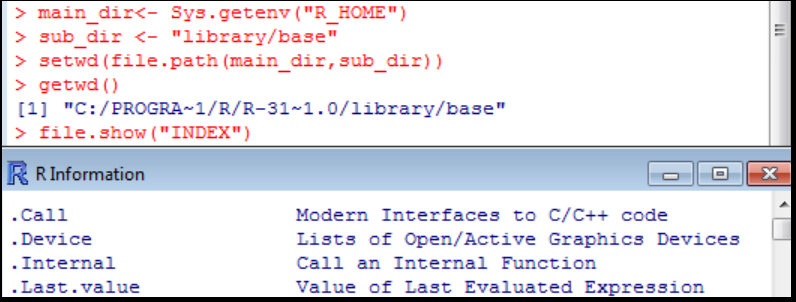 > main_dir<- Sys.getenv("R_HOME")
> sub_dir <- "library/base"
> setwd(file.path(main_dir,sub_dir))
> getwd()
[1] "C:/PROGRA~1/R/R-31~1.0/library/base"
> file.show("INDEX")
R R Information
.Call Modern Interfaces to C/C++ code
.Device Lists of Open/Active Graphics Devices
.Internal Call an Internal Function
.Last.value Value of Last Evaluated Expression